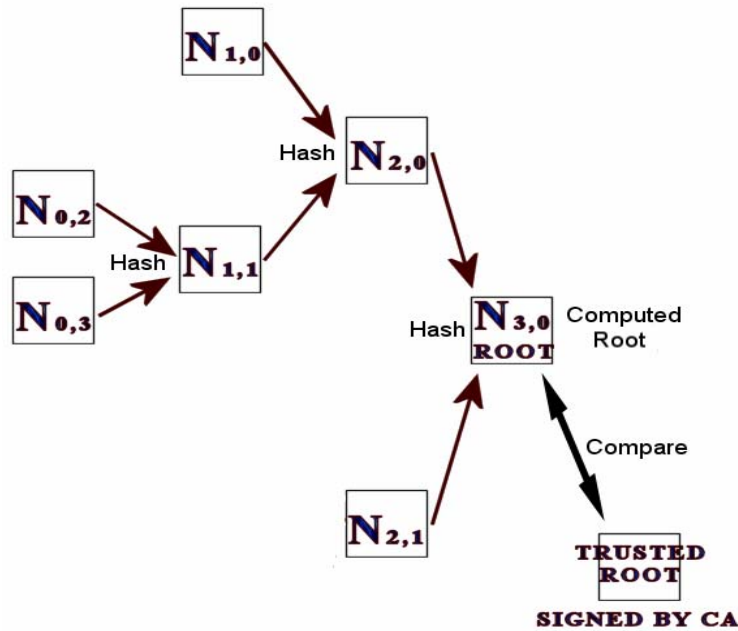 N1,0
Hash
N2,0
N0,2
Hash
N1,1
N0,3
Hash
N3,0
ROOT
Computed
Root
Compare
N2,1
TRUSTED
ROOT
SIGNED BY CA